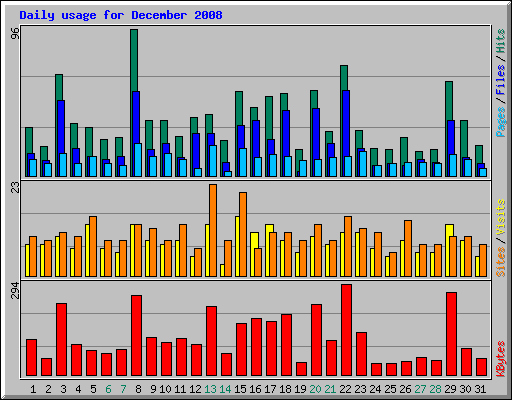 Daily usage for December 2008
96
Pages / Files / Hits
23
Sites / Visits
294
KBytes
1 2 3 4 5 6 7 8 9 10 11 12 13 14 15 16 17 18 19 20 21 22 23 24 25 26 27 28 29 30 31